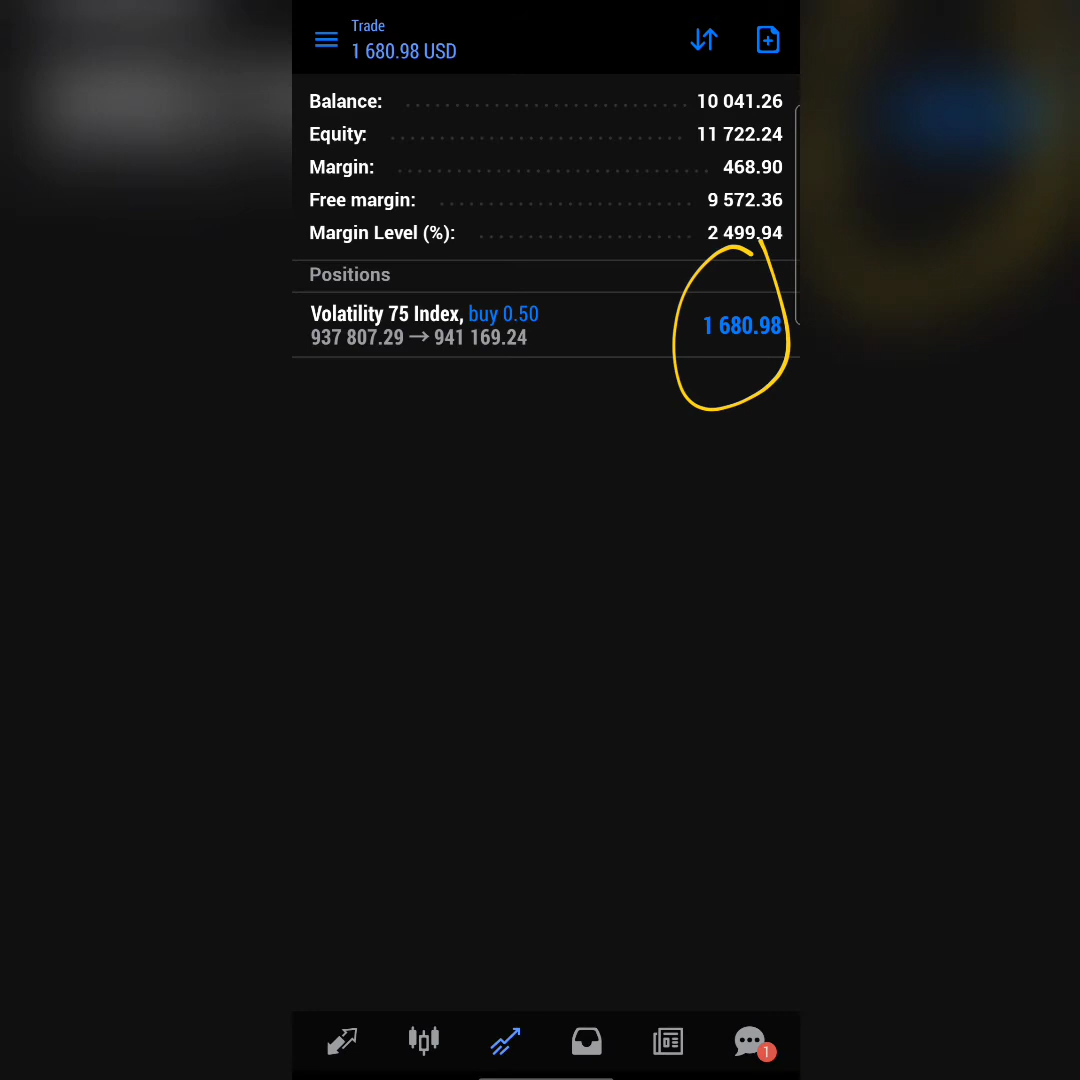 Trade
1 680.98 USD
Balance: 10 041.26
Equity: 11 722.24
Margin: 468.90
Free margin: 9 572.36
Margin Level (%): 2 499.94
Positions
Volatility 75 Index, buy 0.50
937 807.29 → 941 169.24 1 680.98
1